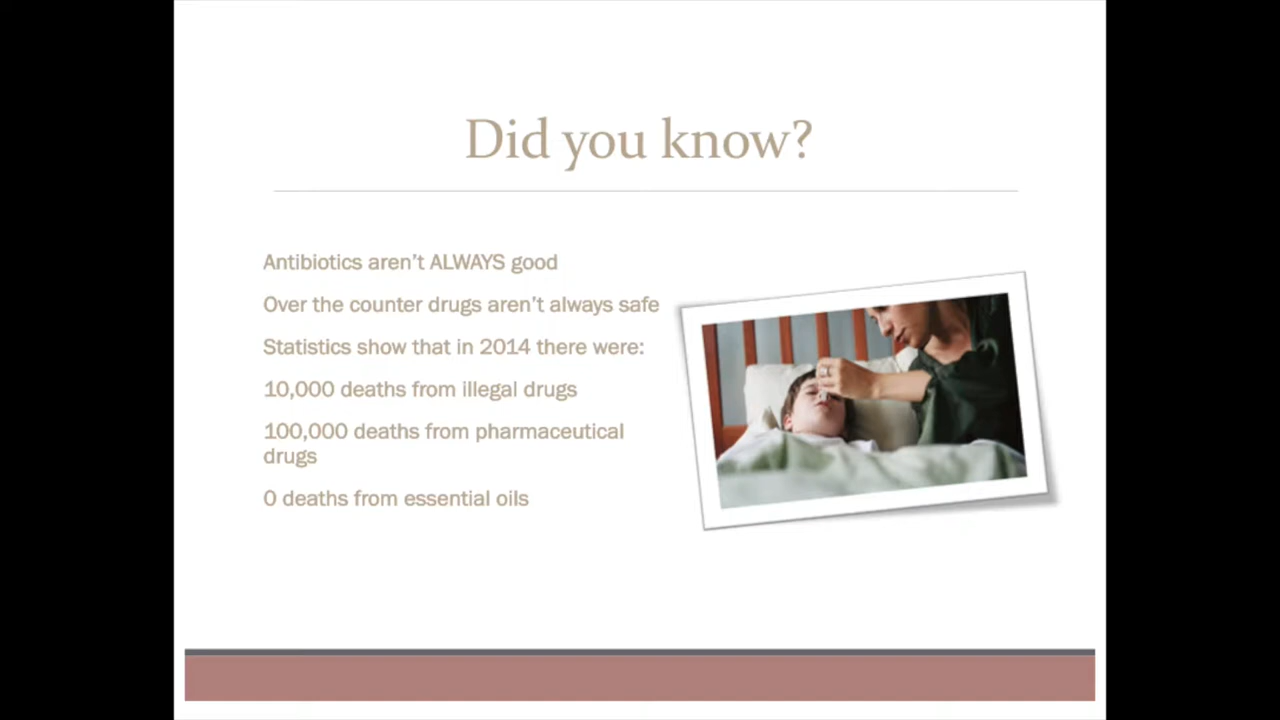 Did you know?
Antibiotics aren’t ALWAYS good
Over the counter drugs aren’t always safe
Statistics show that in 2014 there were:
10,000 deaths from illegal drugs
100,000 deaths from pharmaceutical
drugs
0 deaths from essential oils